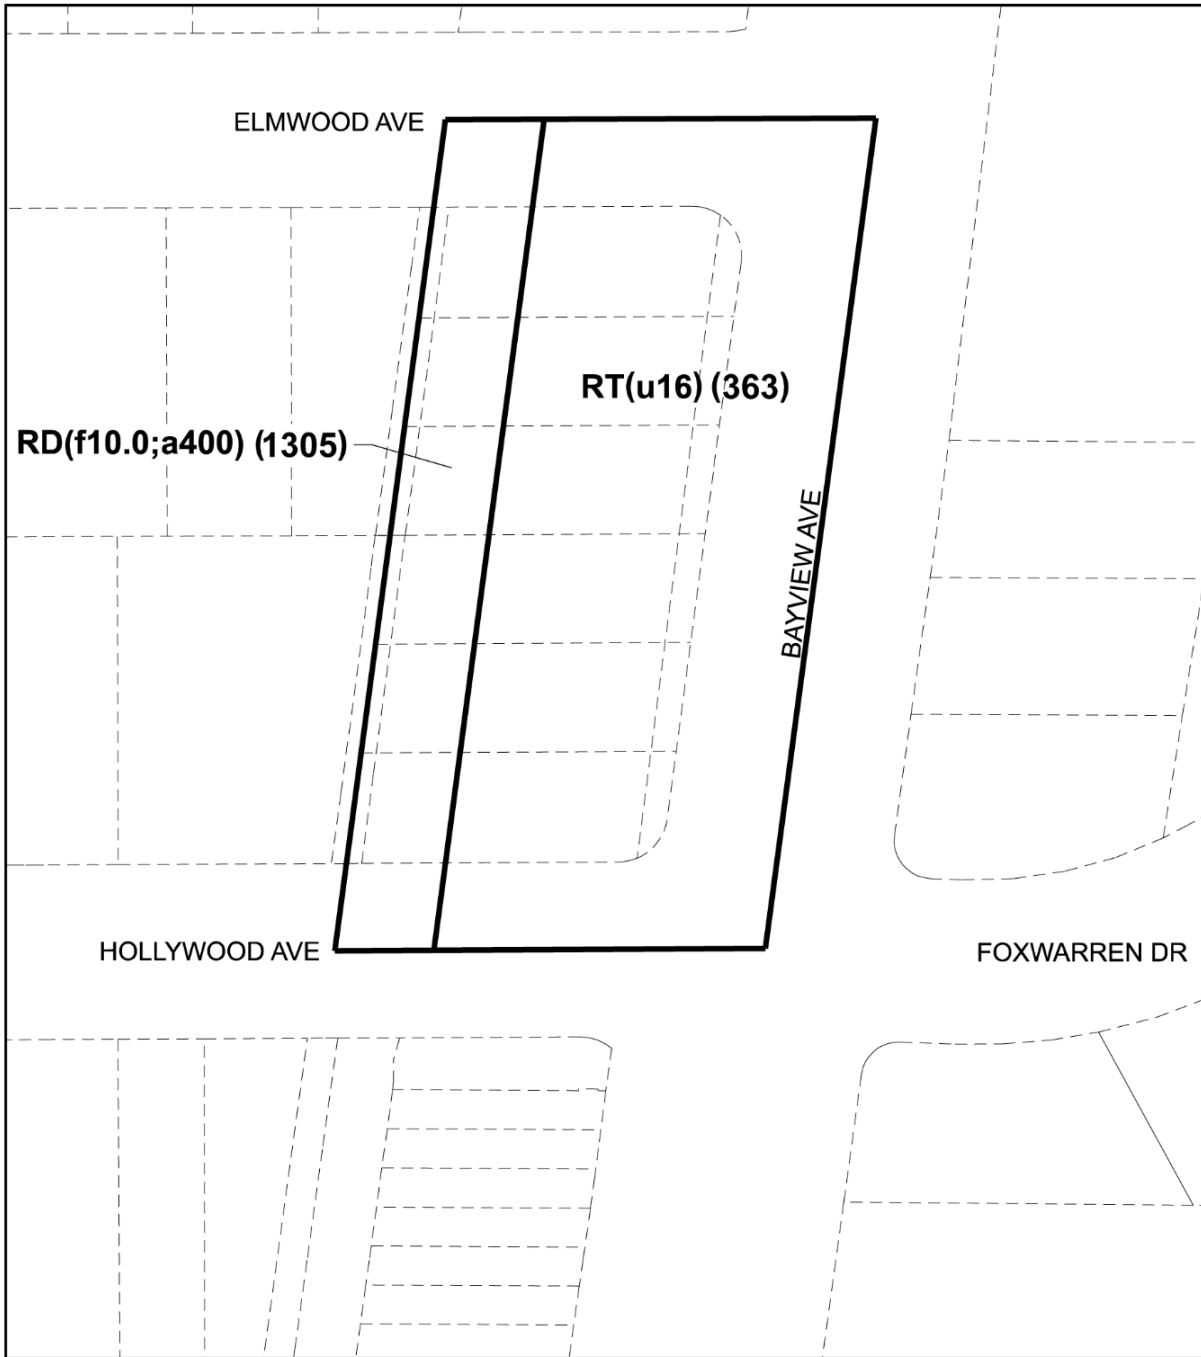 ELMWOOD AVE
RT(u16) (363)
RD(f10.0;a400) (1305)
BAYVIEW AVE
HOLLYWOOD AVE
FOXWARREN DR